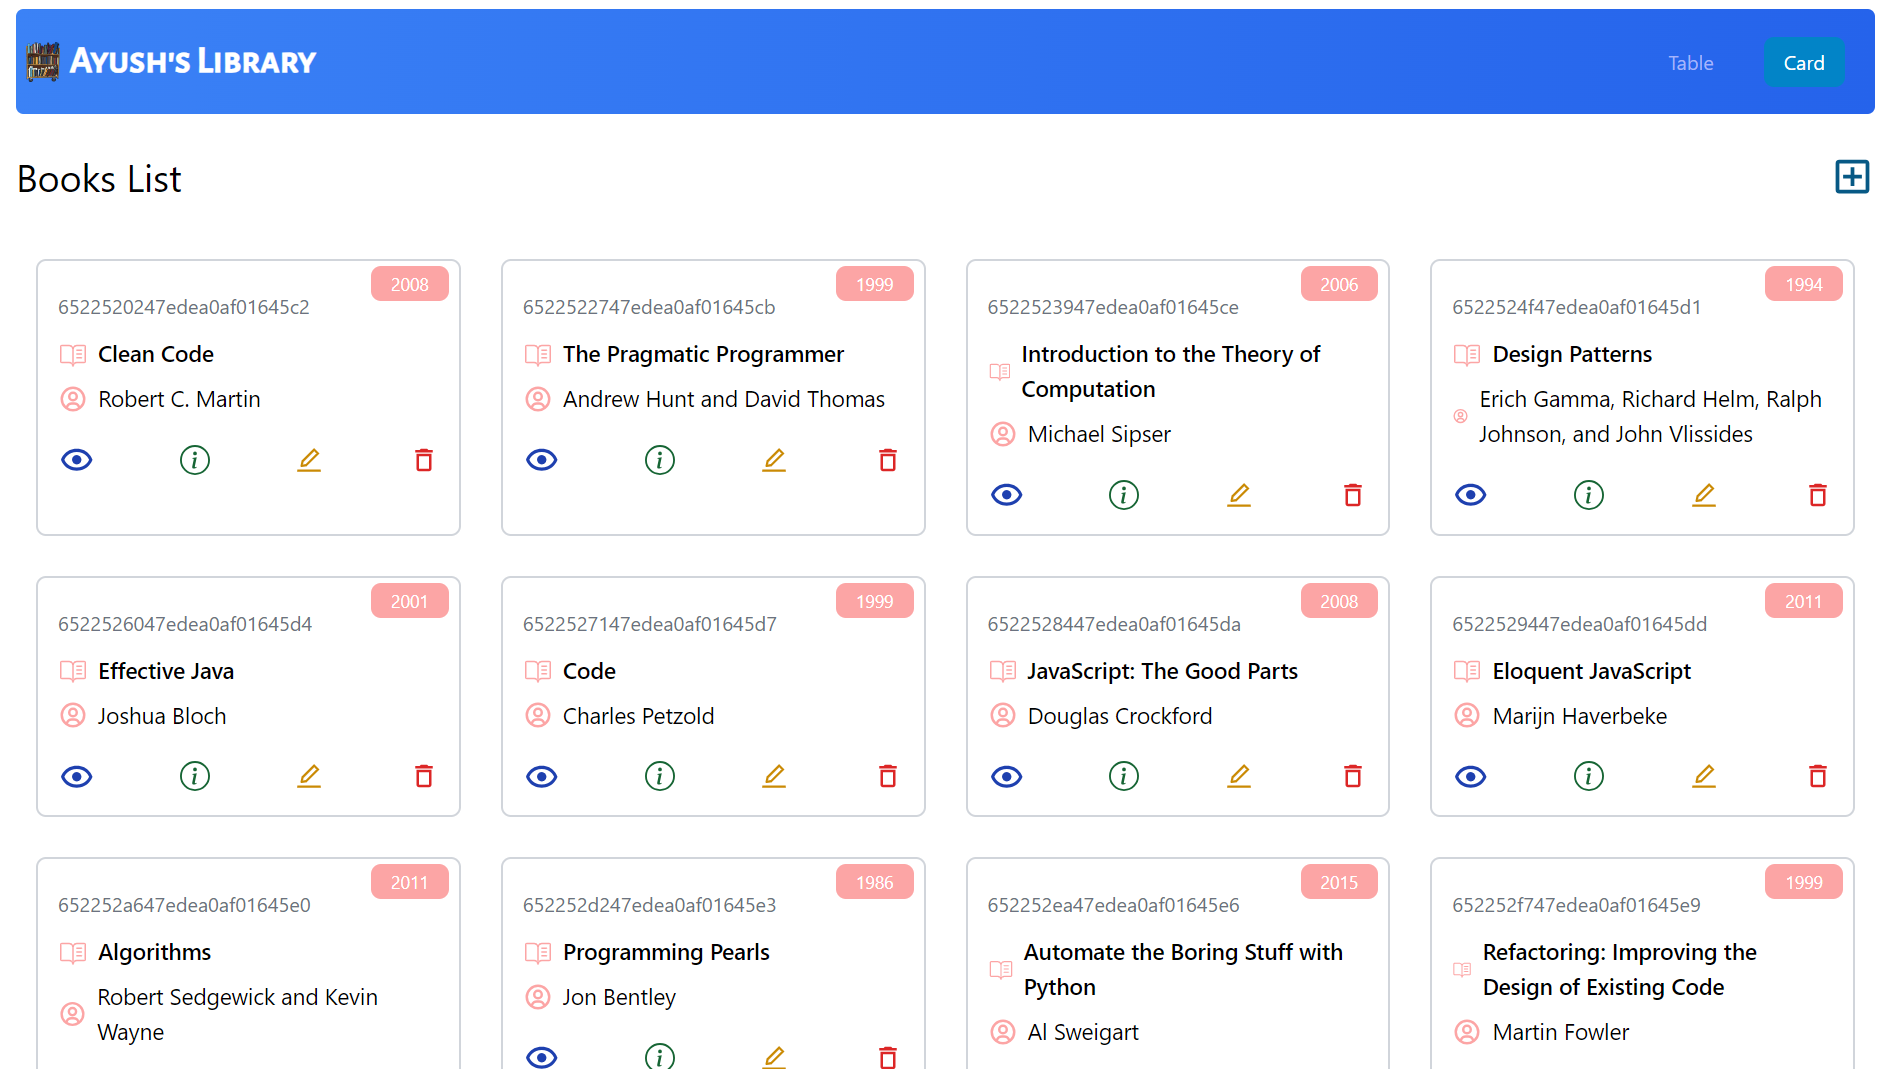 AYUSH'S LIBRARY
Table
Card
Books List
2008
6522520247edea0af01645c2
Clean Code
Robert C. Martin
1999
6522522747edea0af01645cb
The Pragmatic Programmer
Andrew Hunt and David Thomas
2006
6522523947edea0af01645ce
Introduction to the Theory of
Computation
Michael Sipser
1994
6522524f47edea0af01645d1
Design Patterns
Erich Gamma, Richard Helm, Ralph
Johnson, and John Vlissides
2001
6522526047edea0af01645d4
Effective Java
Joshua Bloch
1999
6522527147edea0af01645d7
Code
Charles Petzold
2008
6522528447edea0af01645da
JavaScript: The Good Parts
Douglas Crockford
2011
6522529447edea0af01645dd
Eloquent JavaScript
Marijn Haverbeke
2011
652252a647edea0af01645e0
Algorithms
Robert Sedgewick and Kevin
Wayne
1986
652252d247edea0af01645e3
Programming Pearls
Jon Bentley
2015
652252ea47edea0af01645e6
Automate the Boring Stuff with
Python
Al Sweigart
1999
652252f747edea0af01645e9
Refactoring: Improving the
Design of Existing Code
Martin Fowler